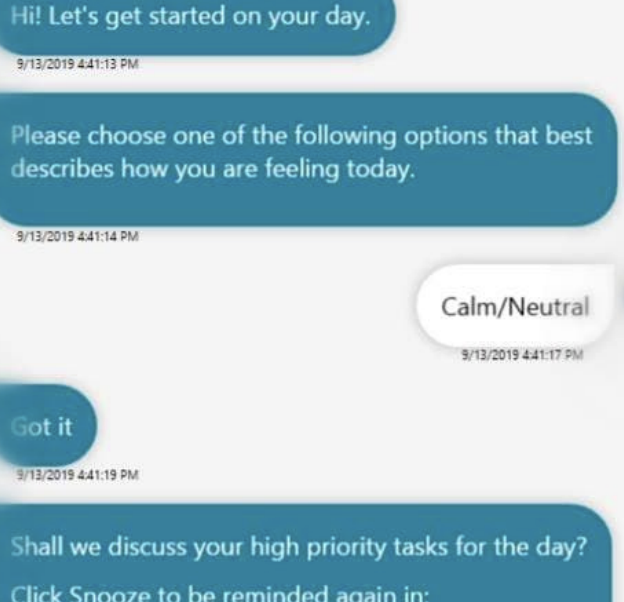 Hi! Let's get started on your day.
9/13/2019 4:41:13 PM
Please choose one of the following options that best
describes how you are feeling today.
9/13/2019 4:41:14 PM
Calm/Neutral
9/13/2019 4:41:17 PM
Got it
9/13/2019 4:41:19 PM
Shall we discuss your high priority tasks for the day?
Click Snooze to be reminded again in: